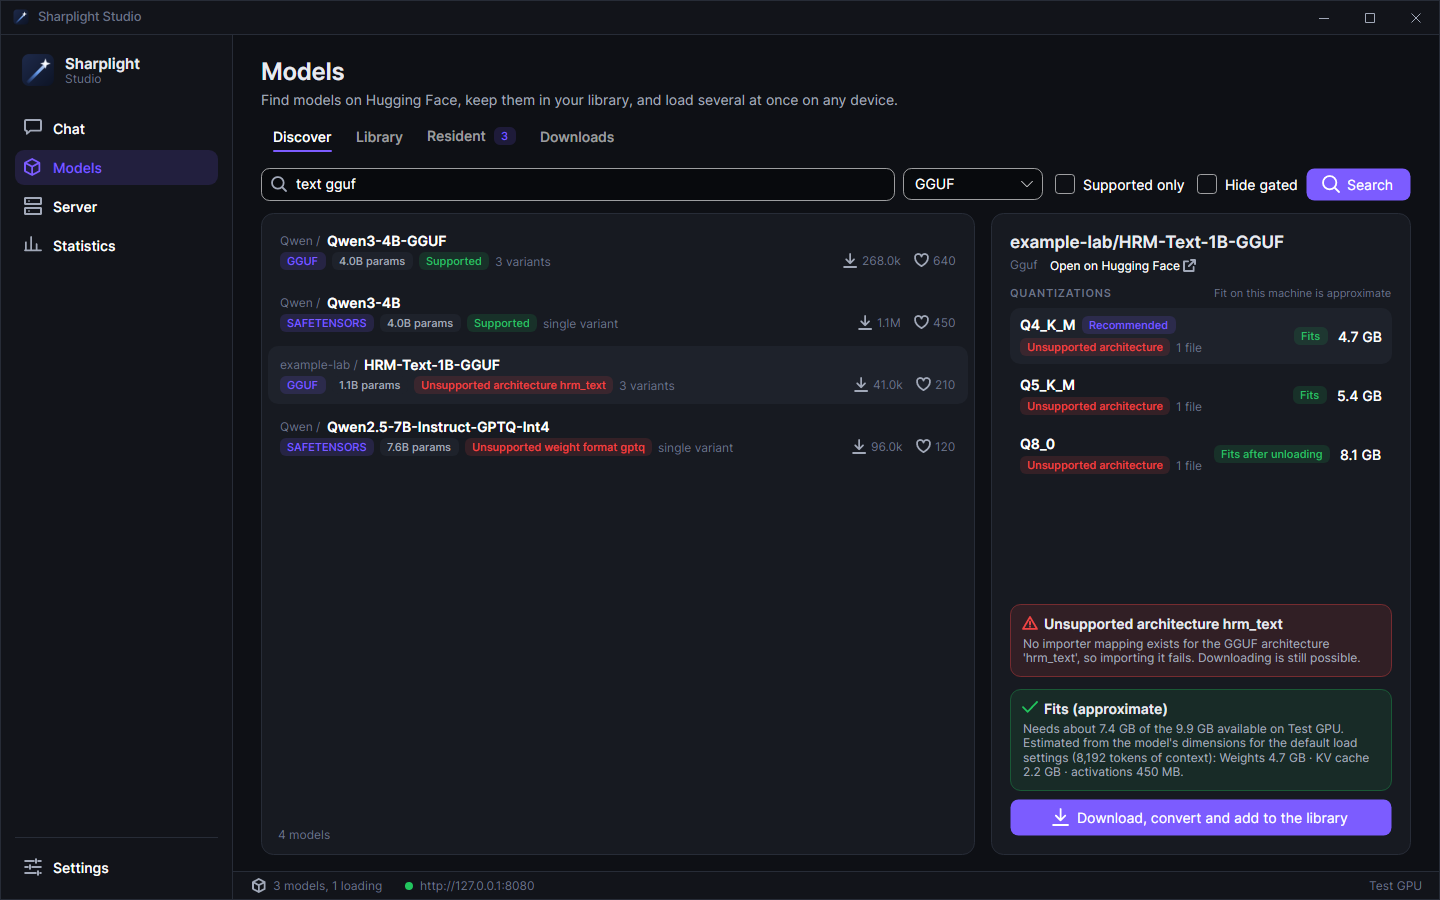 Sharplight Studio
Sharplight
Studio
Chat
Models
Server
Statistics
Settings
Models
Find models on Hugging Face, keep them in your library, and load several at once on any device.
Discover Library Resident 3 Downloads
text gguf GGUF Supported only Hide gated Search
Qwen / Qwen3-4B-GGUF
GGUF 4.0B params Supported 3 variants 268.0k 640
Qwen / Qwen3-4B
SAFETENSORS 4.0B params Supported single variant 1.1M 450
example-lab / HRM-Text-1B-GGUF
GGUF 1.1B params Unsupported architecture hrm_text 3 variants 41.0k 210
Qwen / Qwen2.5-7B-Instruct-GPTQ-Int4
SAFETENSORS 7.6B params Unsupported weight format gptq single variant 96.0k 120
4 models
example-lab/HRM-Text-1B-GGUF
Gguf Open on Hugging Face
QUANTIZATIONS Fit on this machine is approximate
Q4_K_M Recommended
Unsupported architecture 1 file Fits 4.7 GB
Q5_K_M
Unsupported architecture 1 file Fits 5.4 GB
Q8_0
Unsupported architecture 1 file Fits after unloading 8.1 GB
Unsupported architecture hrm_text
No importer mapping exists for the GGUF architecture
'hrm_text', so importing it fails. Downloading is still possible.
Fits (approximate)
Needs about 7.4 GB of the 9.9 GB available on Test GPU.
Estimated from the model's dimensions for the default load
settings (8,192 tokens of context): Weights 4.7 GB · KV cache
2.2 GB · activations 450 MB.
Download, convert and add to the library
3 models, 1 loading http://127.0.0.1:8080 Test GPU